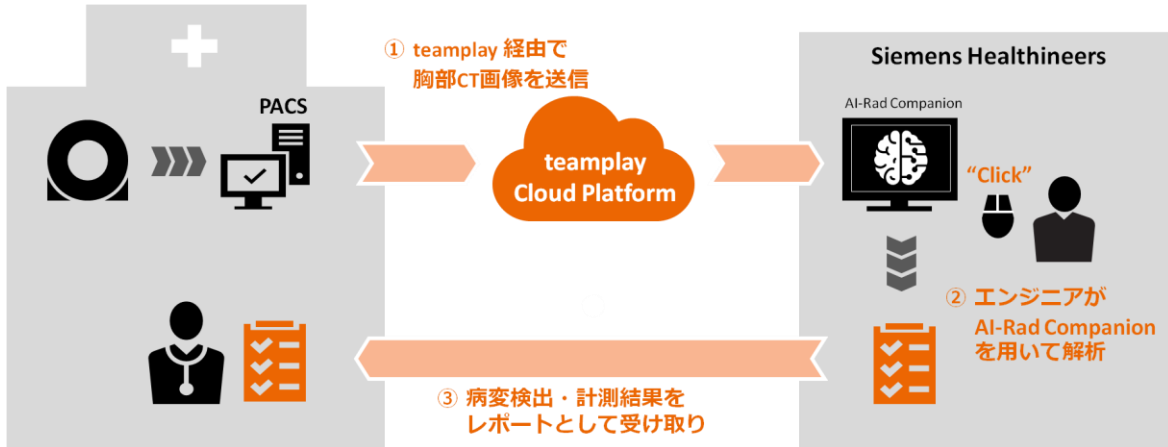 ① teamplay 経由で
胸部CT画像を送信
PACS
teamplay
Cloud Platform
Siemens Healthineers
AI-Rad Companion
“Click”
② エンジニアが
AI-Rad Companion
を用いて解析
③ 病変検出・計測結果を
レポートとして受け取り